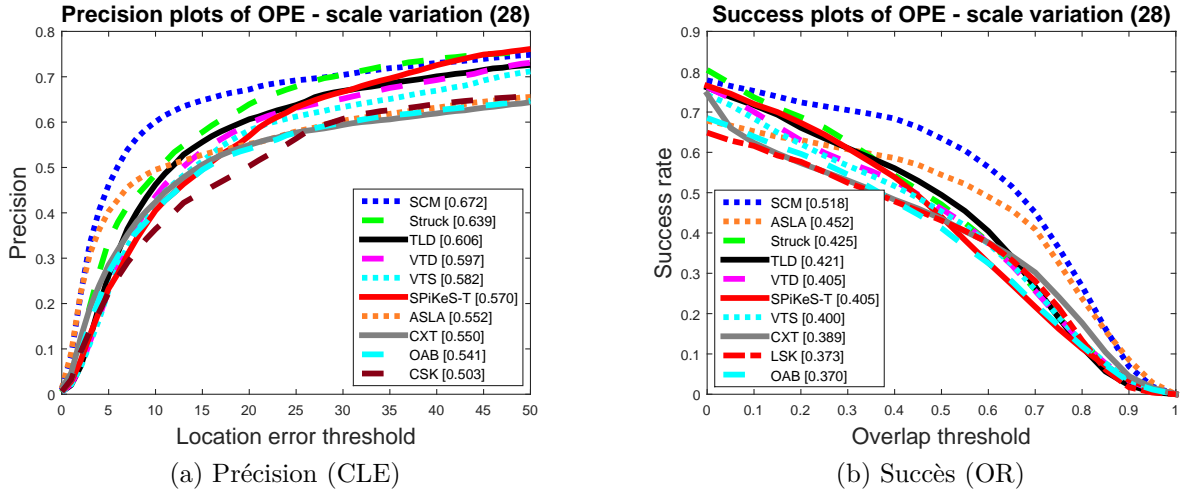 Precision plots of OPE - scale variation (28)
0.8
0.7
0.6
0.5
0.4
0.3
0.2
0.1
0
Precision
SCM [0.672]
Struck [0.639]
TLD [0.606]
VTD [0.597]
VTS [0.582]
SPiKeS-T [0.570]
ASLA [0.552]
CXT [0.550]
OAB [0.541]
CSK [0.503]
0 5 10 15 20 25 30 35 40 45 50
Location error threshold
(a) Précision (CLE)
Success plots of OPE - scale variation (28)
0.9
0.8
0.7
0.6
0.5
0.4
0.3
0.2
0.1
0
Success rate
SCM [0.518]
ASLA [0.452]
Struck [0.425]
TLD [0.421]
VTD [0.405]
SPiKeS-T [0.405]
VTS [0.400]
CXT [0.389]
LSK [0.373]
OAB [0.370]
0 0.1 0.2 0.3 0.4 0.5 0.6 0.7 0.8 0.9 1
Overlap threshold
(b) Succès (OR)